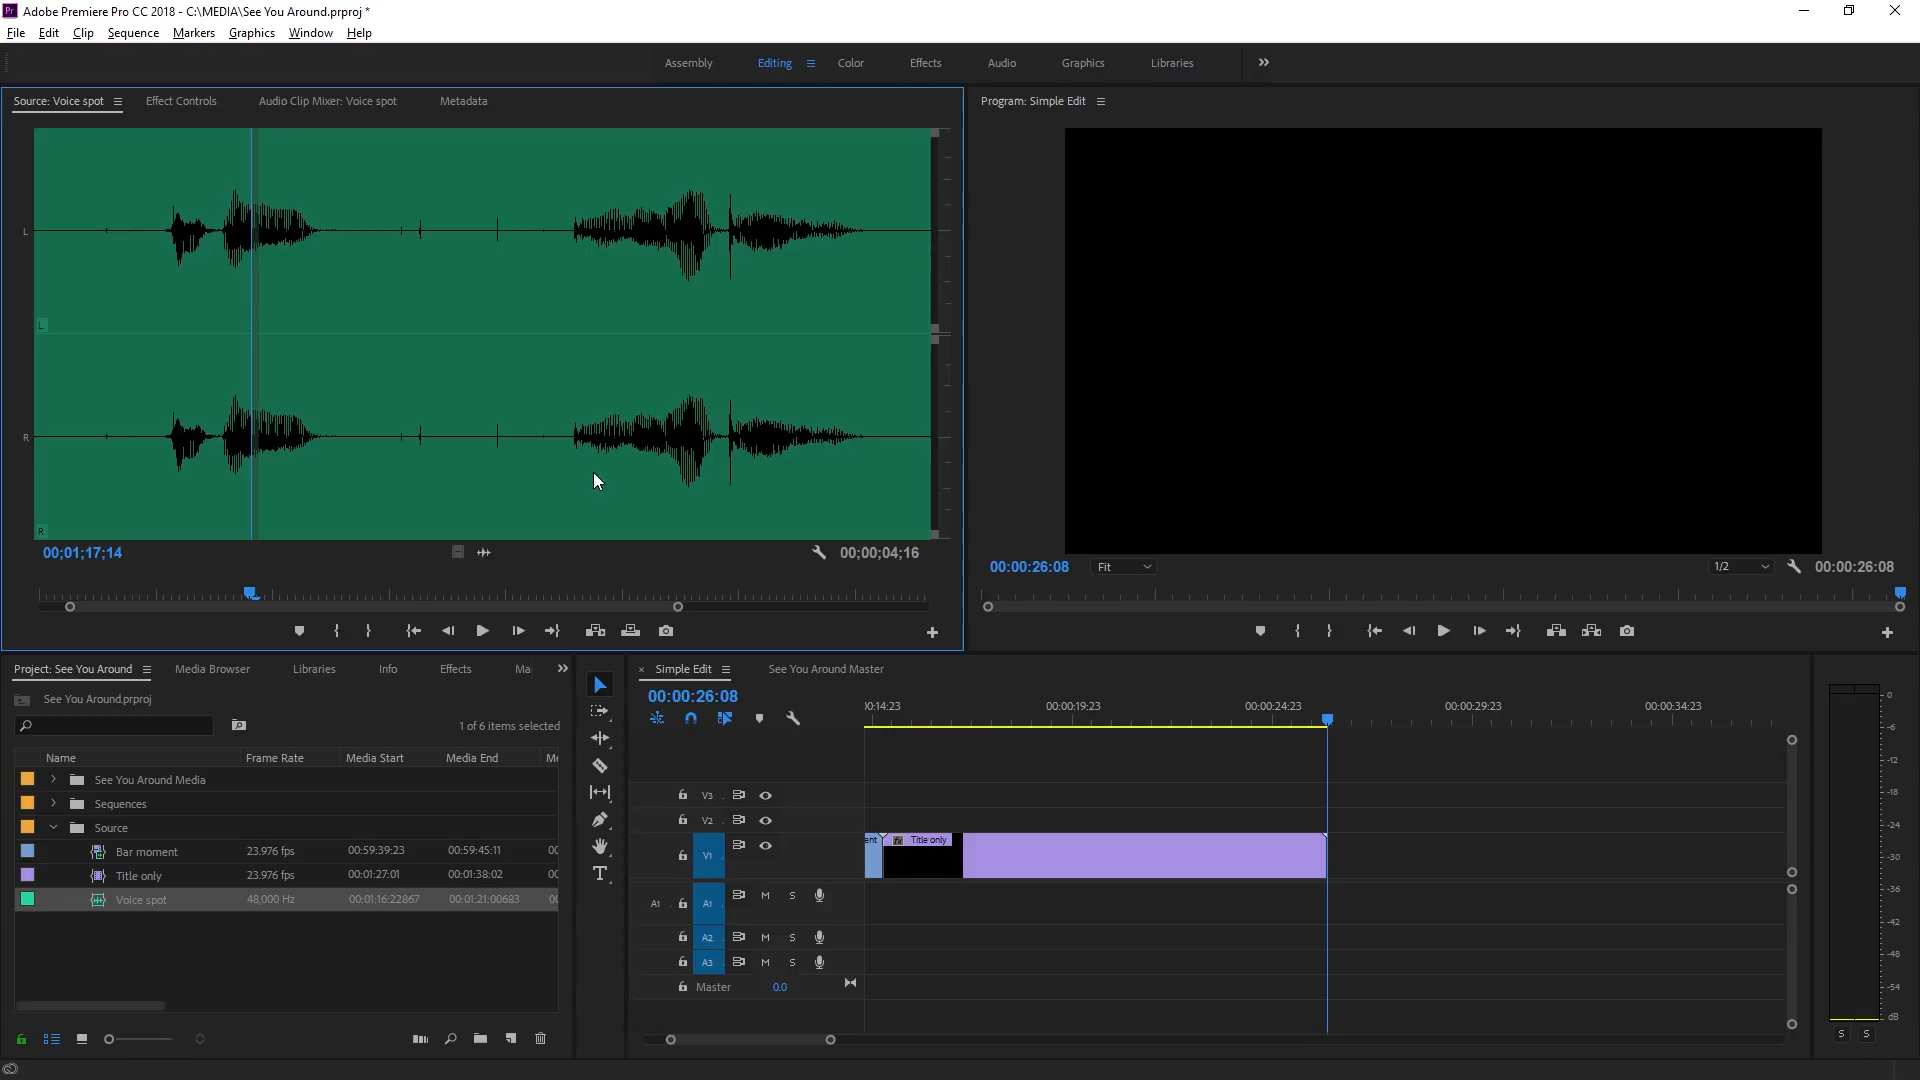 Pr Adobe Premiere Pro CC 2018 - C:\MEDIA\See You Around.prproj *
File Edit Clip Sequence Markers Graphics Window Help
Assembly Editing Color Effects Audio Graphics Libraries
Source: Voice spot Effect Controls Audio Clip Mixer: Voice spot Metadata
Program: Simple Edit
L
L
R
R
00;01;17;14 00;00;04;16
00:00:26:08 Fit 1/2 00:00:26:08
Project: See You Around Media Browser Libraries Info Effects Ma
See You Around.prproj
1 of 6 items selected
Name Frame Rate Media Start Media End Me
See You Around Media
Sequences
Source
Bar moment 23.976 fps 00:59:39:23 00:59:45:11 00
Title only 23.976 fps 00:01:27:01 00:01:38:02 00
Voice spot 48,000 Hz 00:01:16:22867 00:01:21:00683 00
T
× Simple Edit See You Around Master
00:00:26:08
00:14:23 00:00:19:23 00:00:24:23 00:00:29:23 00:00:34:23
V3
V2
V1
ent fx Title only
A1 A1 M S
A2 M S
A3 M S
Master 0.0
0
-6
-12
-18
-24
-30
-36
-42
-48
-54
dB
S S